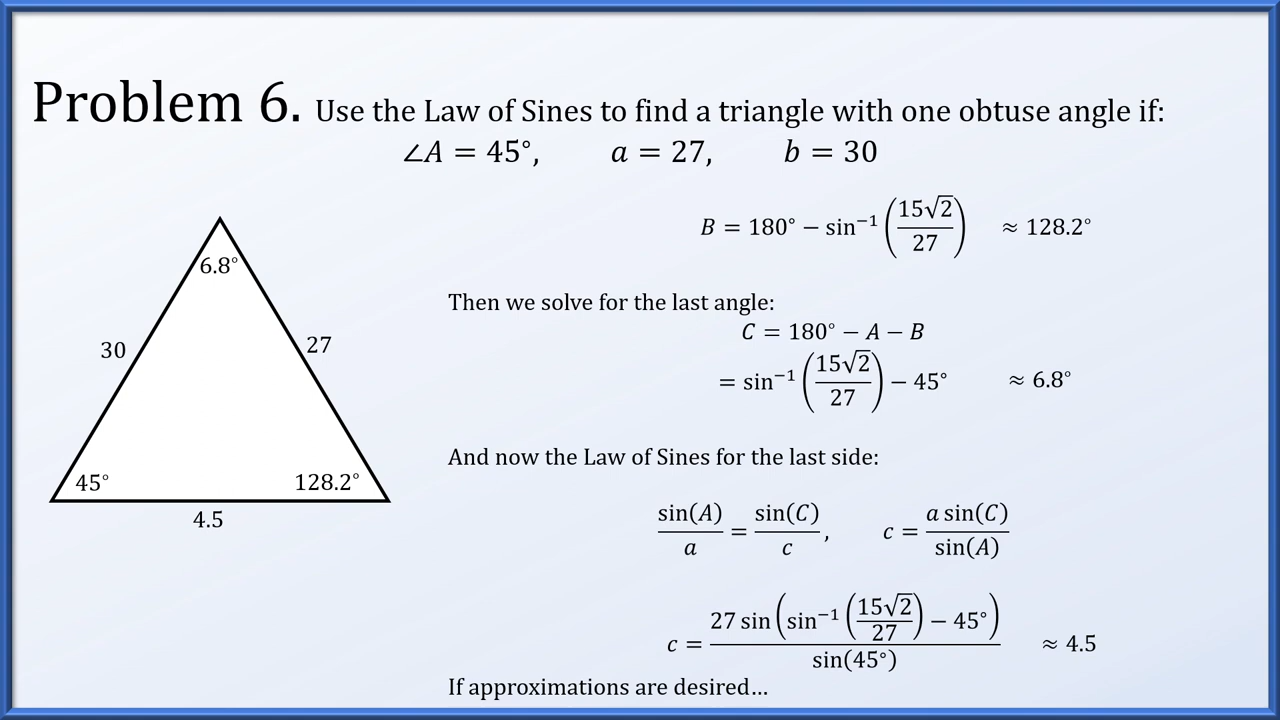 Problem 6. Use the Law of Sines to find a triangle with one obtuse angle if:
∠A = 45°, a = 27, b = 30
B = 180° − sin⁻¹(15√2/27) ≈ 128.2°
Then we solve for the last angle:
C = 180° − A − B
= sin⁻¹(15√2/27) − 45° ≈ 6.8°
And now the Law of Sines for the last side:
sin(A)/a = sin(C)/c, c = a sin(C)/sin(A)
c = 27 sin(sin⁻¹(15√2/27) − 45°)/sin(45°) ≈ 4.5
If approximations are desired…
6.8°
30
27
45°
128.2°
4.5